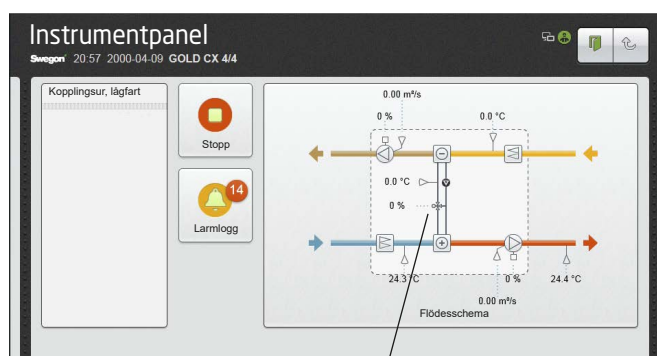 Instrumentpanel
Swegon 20:57 2000-04-09 GOLD CX 4/4
Kopplingsur, lågfart
Stopp
14
Larmlogg
0.00 m³/s
0 %
0.0 °C
0.0 °C
0 %
24.3 °C
0 %
24.4 °C
0.00 m³/s
Flödesschema